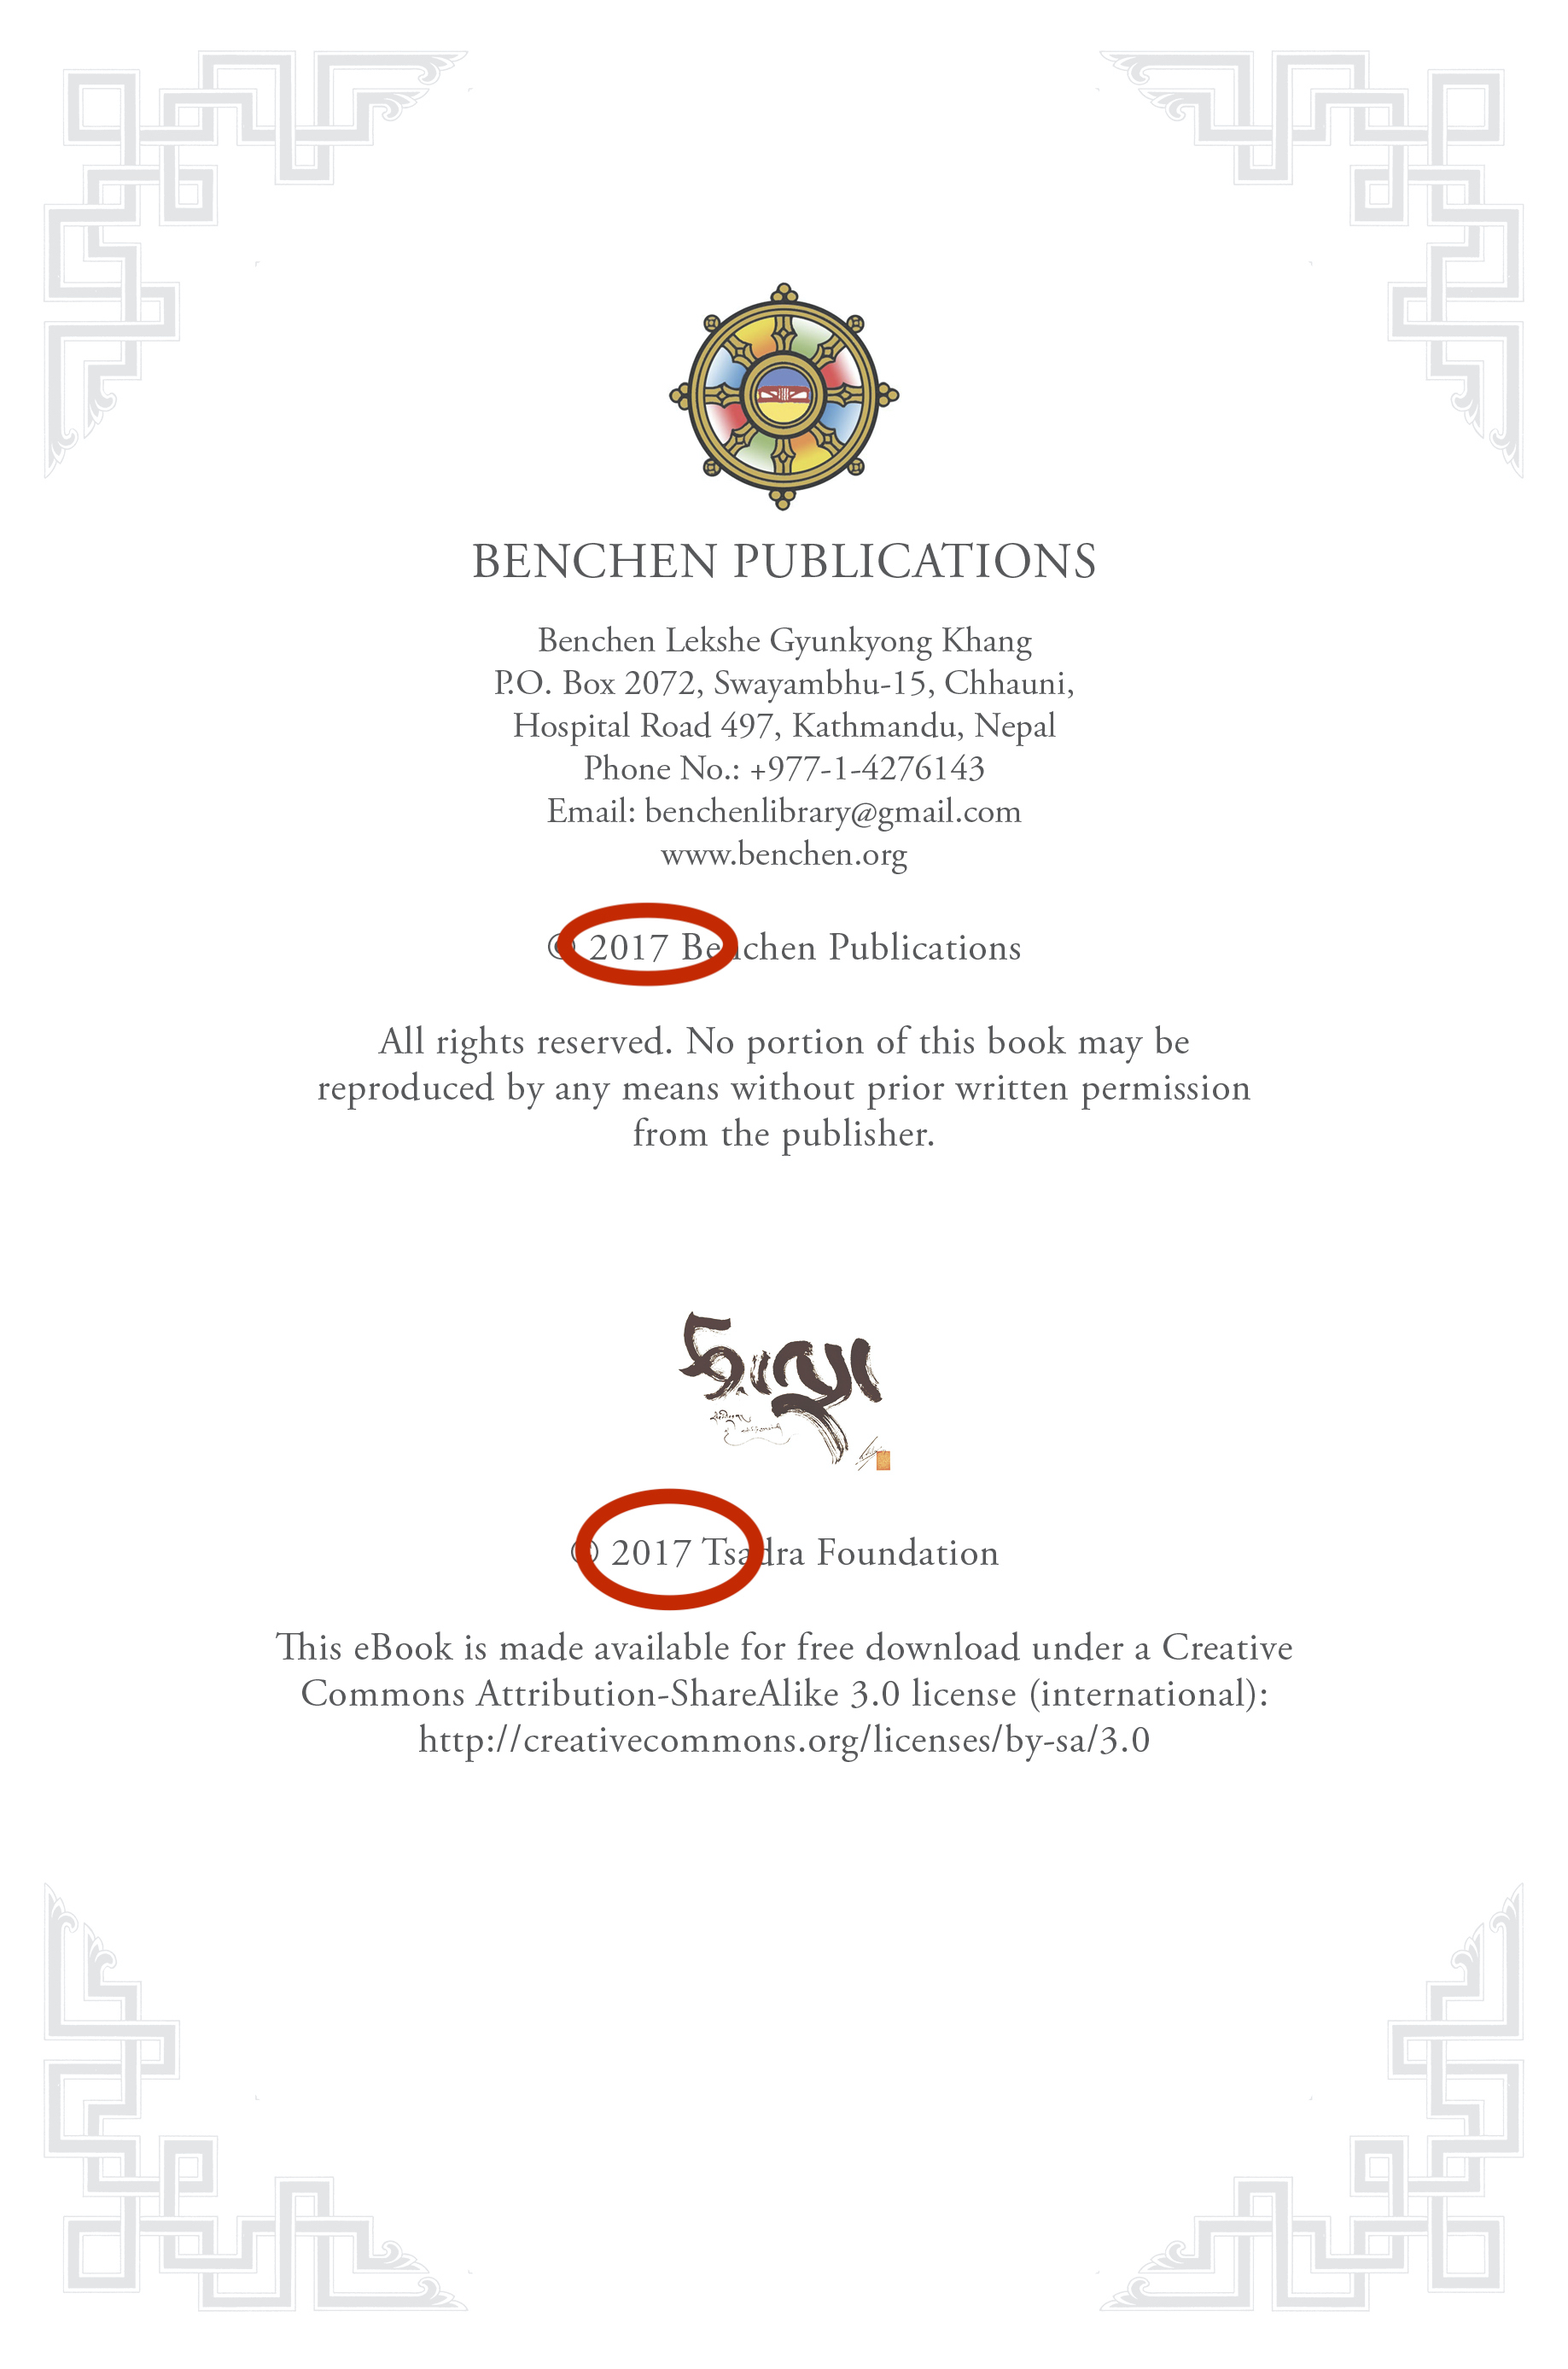 BENCHEN PUBLICATIONS
Benchen Lekshe Gyunkyong Khang
P.O. Box 2072, Swayambhu-15, Chhauni,
Hospital Road 497, Kathmandu, Nepal
Phone No.: +977-1-4276143
Email: benchenlibrary@gmail.com
www.benchen.org
© 2017 Benchen Publications
All rights reserved. No portion of this book may be
reproduced by any means without prior written permission
from the publisher.
© 2017 Tsadra Foundation
This eBook is made available for free download under a Creative
Commons Attribution-ShareAlike 3.0 license (international):
http://creativecommons.org/licenses/by-sa/3.0